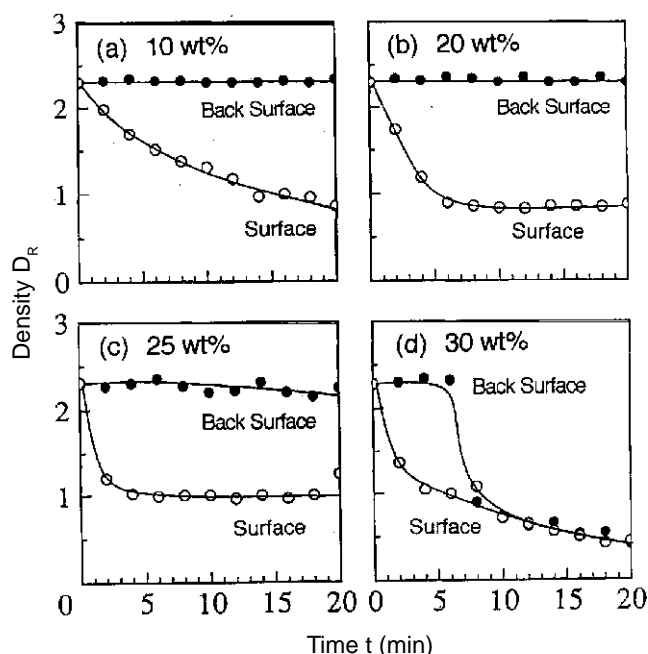 (a) 10 wt%
(b) 20 wt%
Back Surface
Back Surface
Surface
Surface
3
2
1
0
Density D_R
(c) 25 wt%
(d) 30 wt%
Back Surface
Back Surface
Surface
Surface
3
2
1
0
5
10
15
20
0
5
10
15
20
Time t (min)